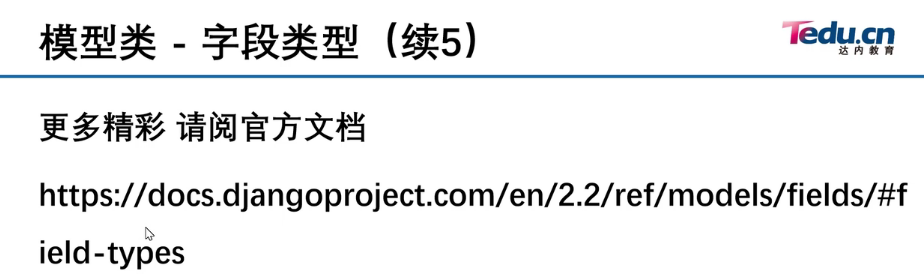 模型类 - 字段类型（续5）
Tedu.cn
达内教育
更多精彩 请阅官方文档
https://docs.djangoproject.com/en/2.2/ref/models/fields/#f
ield-types